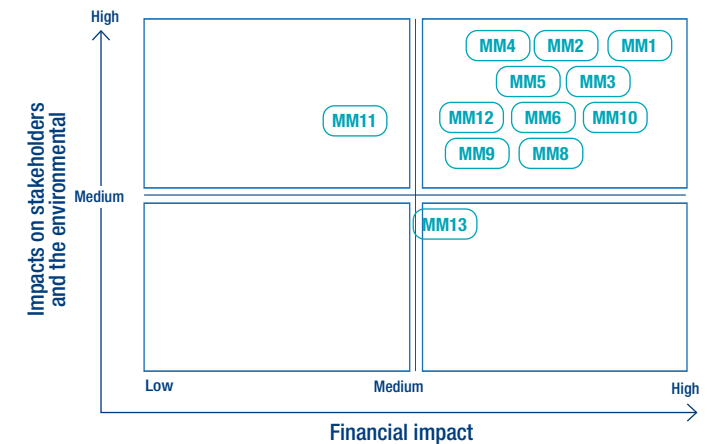 High
MM4 MM2 MM1
MM5 MM3
MM11
MM12 MM6 MM10
MM9 MM8
Impacts on stakeholders
and the environmental
Medium
MM13
Low Medium High
Financial impact